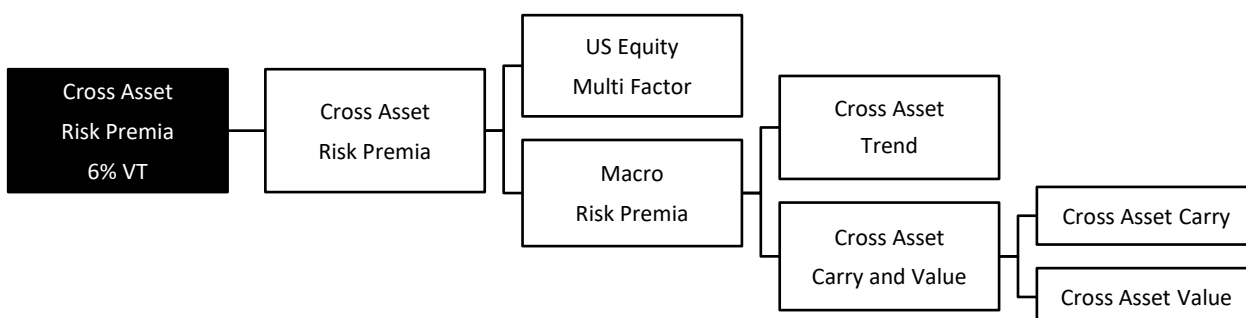 Cross Asset
Risk Premia
6% VT
Cross Asset
Risk Premia
US Equity
Multi Factor
Macro
Risk Premia
Cross Asset
Trend
Cross Asset
Carry and Value
Cross Asset Carry
Cross Asset Value